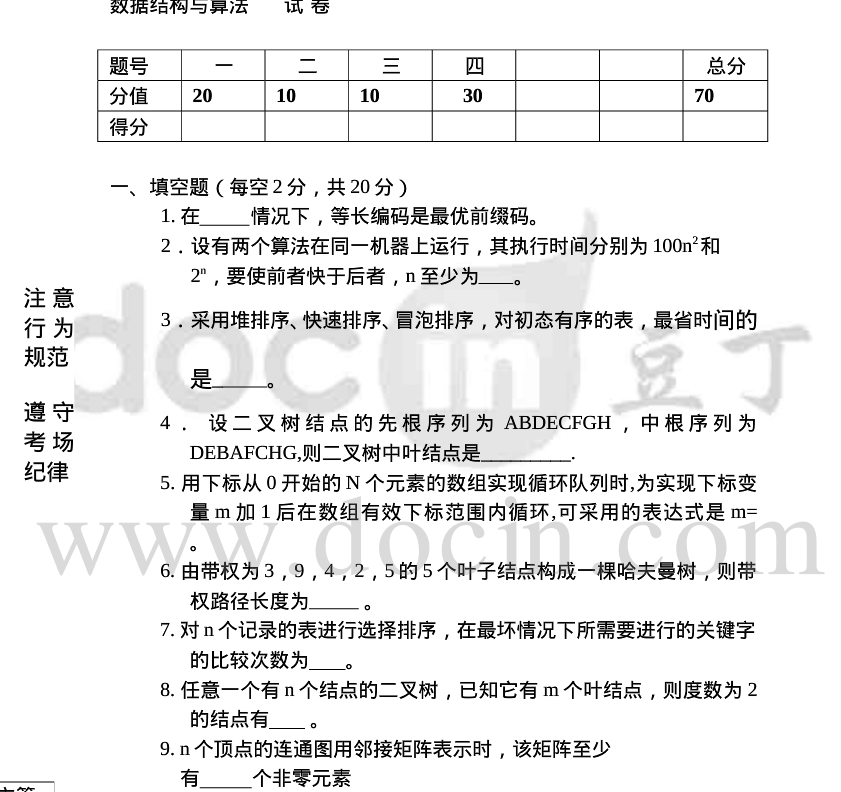 数据结构与算法 试 卷
题号 一 二 三 四 总分
分值 20 10 10 30 70
得分
一、填空题（每空2分，共20分）
1. 在_____情况下，等长编码是最优前缀码。
2．设有两个算法在同一机器上运行，其执行时间分别为 100n²和
2ⁿ，要使前者快于后者，n 至少为____。
3．采用堆排序、快速排序、冒泡排序，对初态有序的表，最省时间的
是______。
4． 设二叉树结点的先根序列为 ABDECFGH，中根序列为
DEBAFCHG,则二叉树中叶结点是_________.
5. 用下标从 0 开始的 N 个元素的数组实现循环队列时,为实现下标变
量 m 加 1 后在数组有效下标范围内循环,可采用的表达式是 m=
。
6. 由带权为 3，9，4，2，5 的 5 个叶子结点构成一棵哈夫曼树，则带
权路径长度为_____ 。
7. 对 n 个记录的表进行选择排序，在最坏情况下所需要进行的关键字
的比较次数为____。
8. 任意一个有 n 个结点的二叉树，已知它有 m 个叶结点，则度数为 2
的结点有____ 。
9. n 个顶点的连通图用邻接矩阵表示时，该矩阵至少
有_____个非零元素
注 意
行 为
规范
遵 守
考 场
纪律
docin 豆丁
www.docin.com